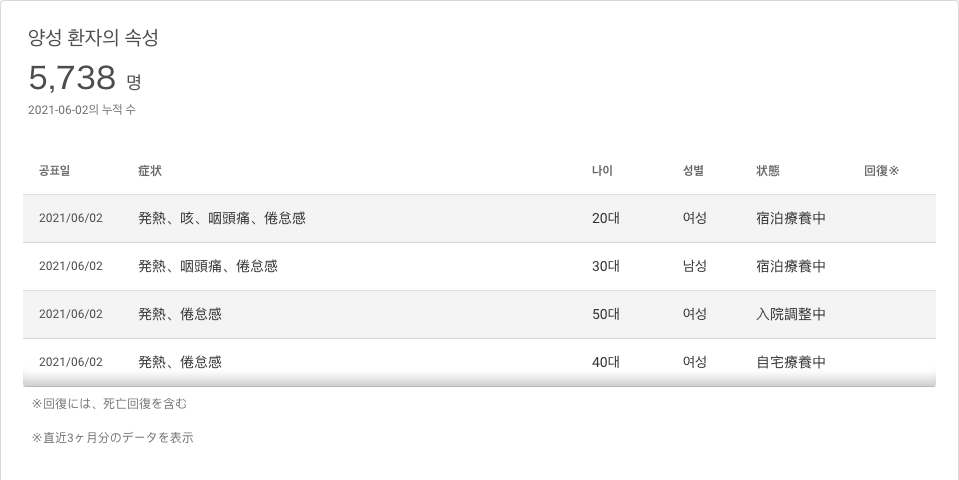 양성 환자의 속성
5,738 명
2021-06-02의 누적 수
공표일 症状 나이 성별 状態 回復※
2021/06/02 発熱、咳、咽頭痛、倦怠感 20대 여성 宿泊療養中
2021/06/02 発熱、咽頭痛、倦怠感 30대 남성 宿泊療養中
2021/06/02 発熱、倦怠感 50대 여성 入院調整中
2021/06/02 発熱、倦怠感 40대 여성 自宅療養中
※回復には、死亡回復を含む
※直近3ヶ月分のデータを表示